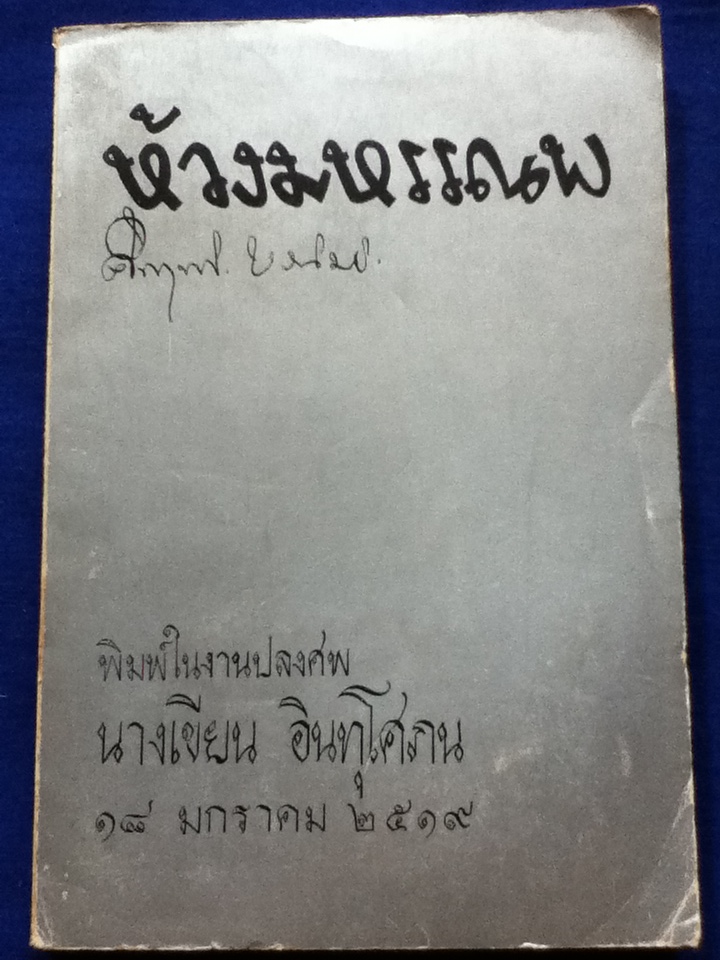 ห้วงมหรรณพ
พิมพ์ในงานปลงศพ
นางเขียน อินทุโศภน
๑๘ มกราคม ๒๕๑๙